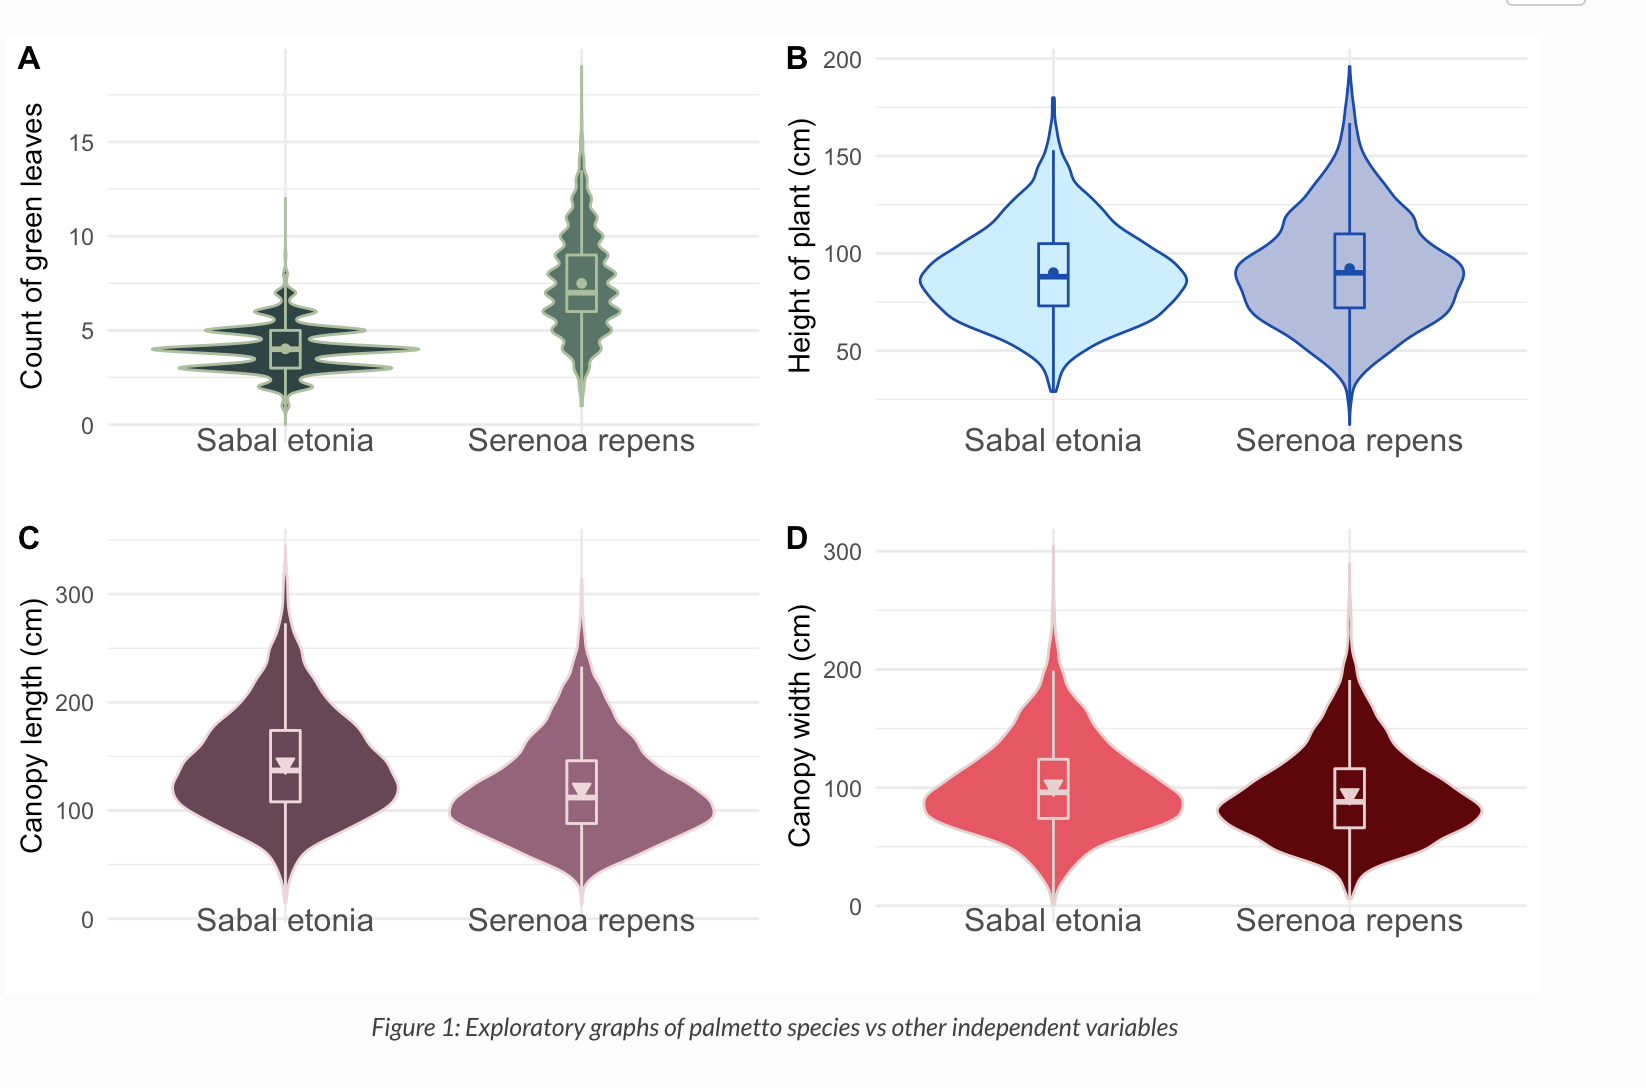 A
Count of green leaves
15
10
5
0
Sabal etonia
Serenoa repens
B
Height of plant (cm)
200
150
100
50
Sabal etonia
Serenoa repens
C
Canopy length (cm)
300
200
100
0
Sabal etonia
Serenoa repens
D
Canopy width (cm)
300
200
100
0
Sabal etonia
Serenoa repens
Figure 1: Exploratory graphs of palmetto species vs other independent variables